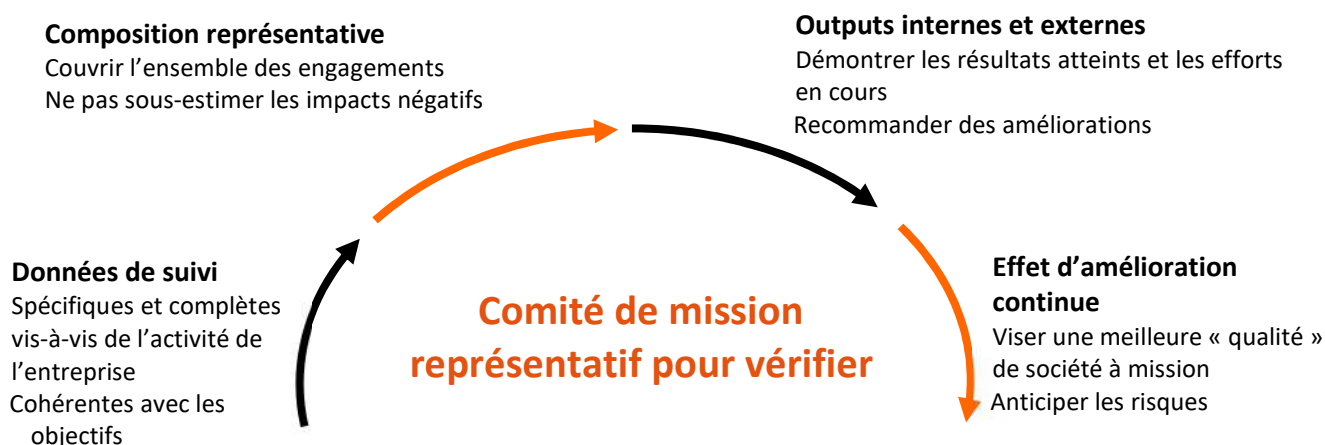 Composition représentative
Couvrir l’ensemble des engagements
Ne pas sous-estimer les impacts négatifs
Outputs internes et externes
Démontrer les résultats atteints et les efforts
en cours
Recommander des améliorations
Données de suivi
Spécifiques et complètes
vis-à-vis de l’activité de
l’entreprise
Cohérentes avec les
objectifs
Comité de mission
représentatif pour vérifier
Effet d’amélioration
continue
Viser une meilleure « qualité »
de société à mission
Anticiper les risques